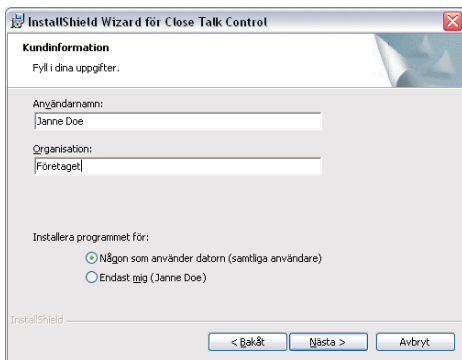 InstallShield Wizard för Close Talk Control
Kundinformation
Fyll i dina uppgifter.
Användarnamn:
Janne Doe
Organisation:
Företaget
Installera programmet för:
Någon som använder datorn (samtliga användare)
Endast mig (Janne Doe)
InstallShield
< Bakåt Nästa > Avbryt